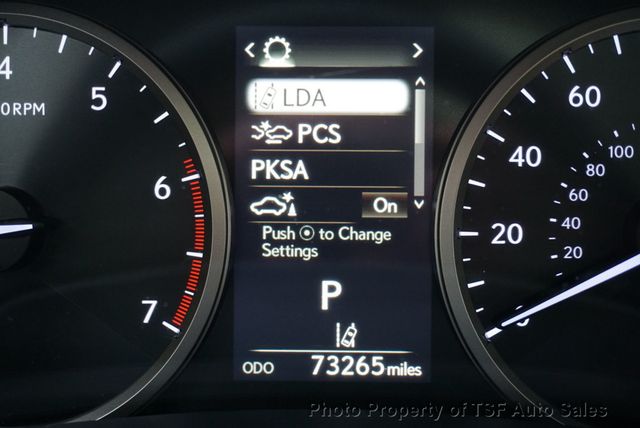 4
0RPM
5
6
7
<
>
LDA
PCS
PKSA
On
Push to Change
Settings
P
ODO 73265 miles
60
40
20
100
80
60
40
20
Photo Property of TSF Auto Sales